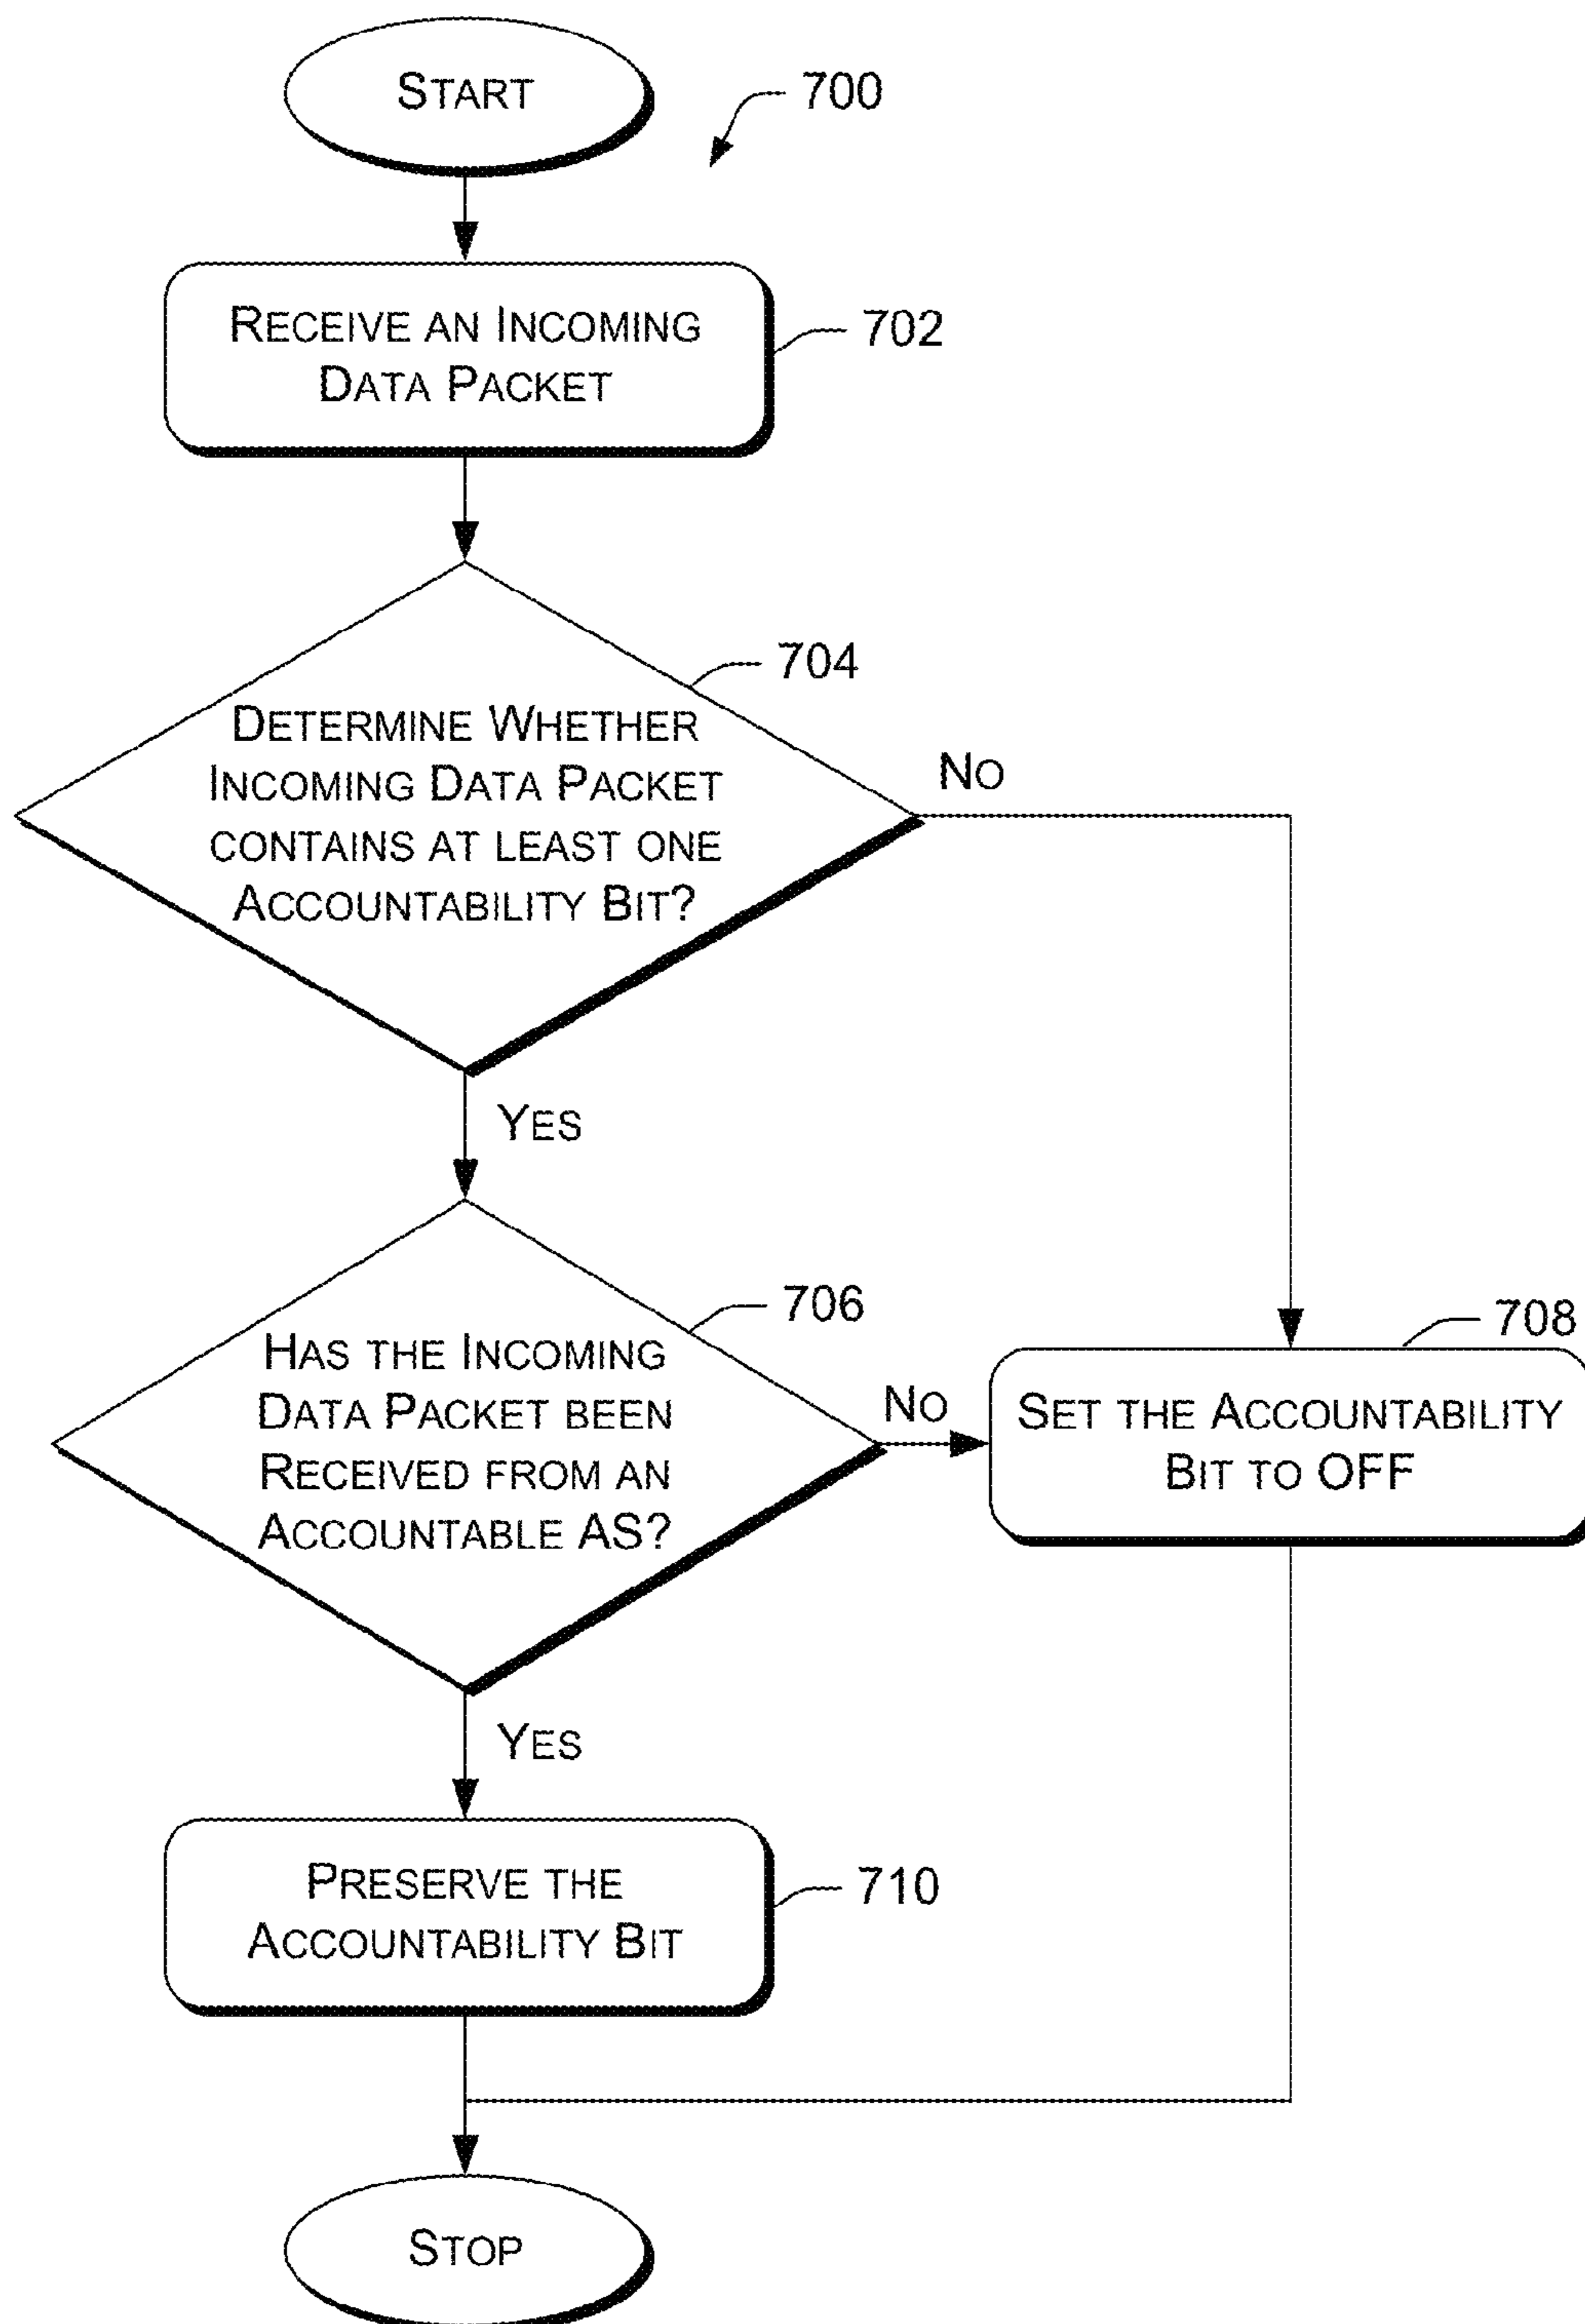 START
700
RECEIVE AN INCOMING
DATA PACKET
702
704
DETERMINE WHETHER
INCOMING DATA PACKET
CONTAINS AT LEAST ONE
ACCOUNTABILITY BIT?
NO
YES
706
HAS THE INCOMING
DATA PACKET BEEN
RECEIVED FROM AN
ACCOUNTABLE AS?
NO
708
SET THE ACCOUNTABILITY
BIT TO OFF
YES
PRESERVE THE
ACCOUNTABILITY BIT
710
STOP